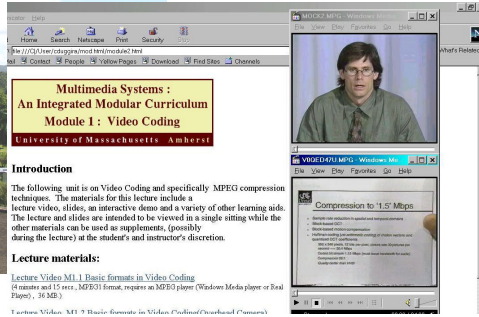 Help
Home Search Netscape Print Security
file:///C|/User/cduggira/mod.html/module2.html
What's Related
Mail Contact People Yellow Pages Download Find Sites Channels
Multimedia Systems :
An Integrated Modular Curriculum
Module 1 : Video Coding
University of Massachusetts Amherst
Introduction
The following unit is on Video Coding and specifically MPEG compression
techniques. The materials for this lecture include a
lecture video, slides, an interactive demo and a variety of other learning aids.
The lecture and slides are intended to be viewed in a single sitting while the
other materials can be used as supplements, (possibly
during the lecture) at the student's and instructor's discretion.
Lecture materials:
Lecture Video M1.1 Basic formats in Video Coding
(4 minutes and 15 secs., MPEG1 format, requires an MPEG player (Windows Media player or Real
Player) , 36 MB.)
Lecture Video M1.2 Basic formats in Video Coding(Overhead Camera)
File View Play Favorites Go Help
V0QED47U.MPG - Windows Me
File View Play Favorites Go Help
Compression to '1.5' Mbps